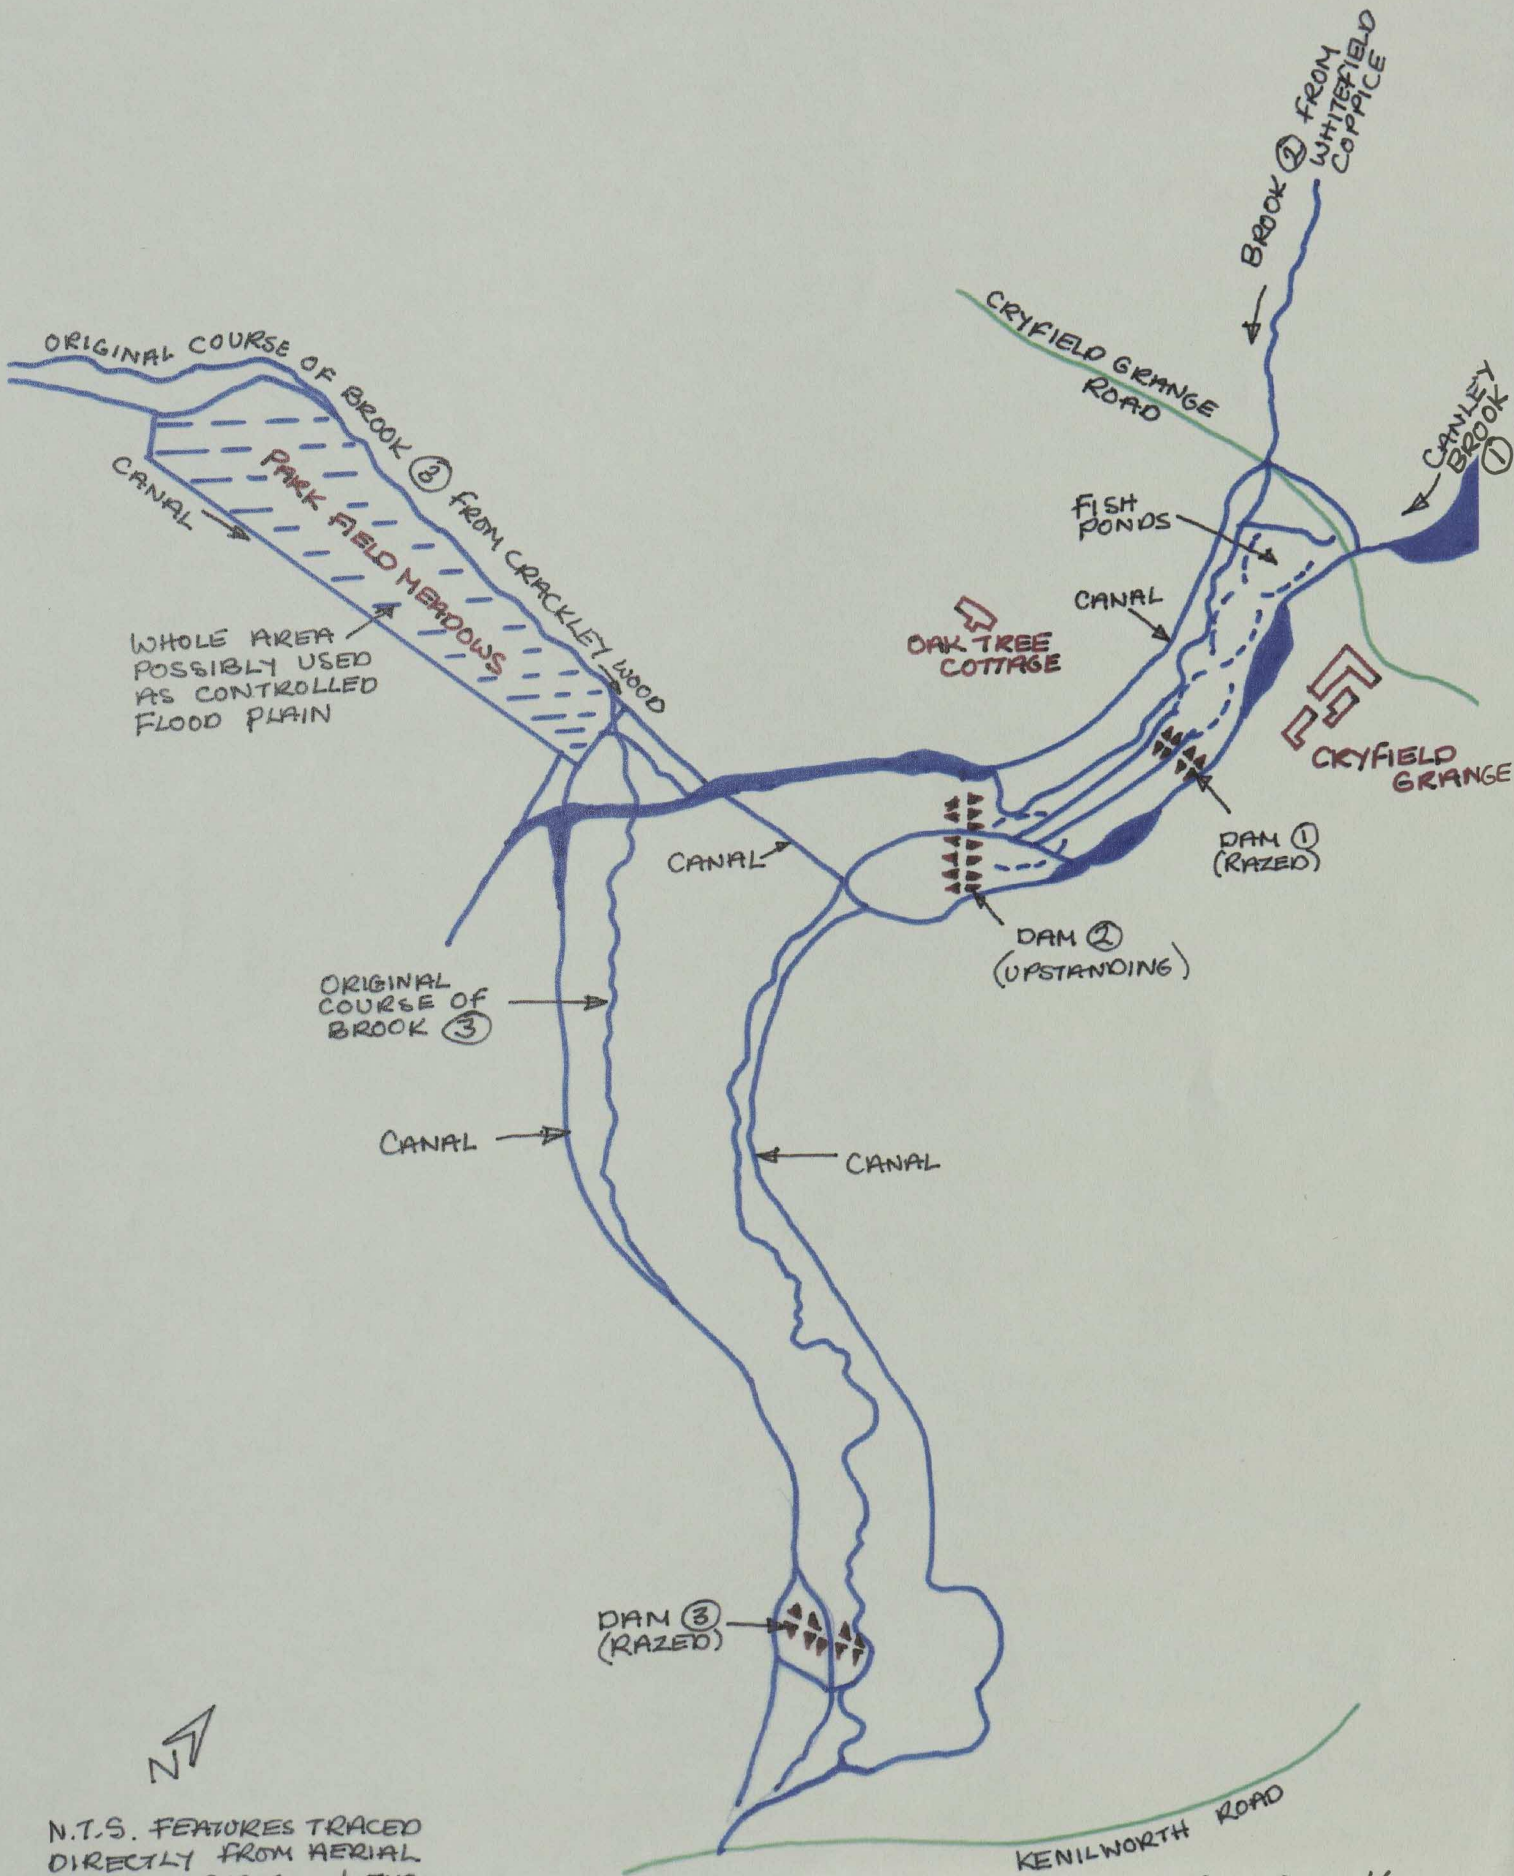 BROOK ② FROM
WHITEFIELD
COPPICE
CRYFIELD GRANGE
ROAD
CANLEY
BROOK
①
ORIGINAL COURSE OF BROOK ③ FROM CRACKLEY WOOD
CANAL
PARK FIELD MEADOWS
WHOLE AREA
POSSIBLY USED
AS CONTROLLED
FLOOD PLAIN
FISH
PONDS
CANAL
OAK TREE
COTTAGE
CRYFIELD
GRANGE
DAM ①
(RAZED)
CANAL
DAM ②
(UPSTANDING)
ORIGINAL
COURSE OF
BROOK ③
CANAL
CANAL
DAM ③
(RAZED)
N
N.T.S. FEATURES TRACED
DIRECTLY FROM AERIAL
KENILWORTH ROAD